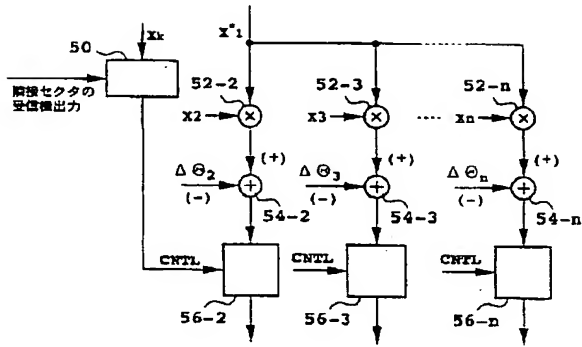 50
Xk
X*1
隣接セクタの
受信機出力
52-2
52-3
52-n
X2
X
X3
X
Xn
X
(+)
(+)
(+)
ΔΘ2
ΔΘ3
ΔΘn
+
+
+
(-)
(-)
(-)
54-2
54-3
54-n
CNTL
CNTL
CNTL
56-2
56-3
56-n